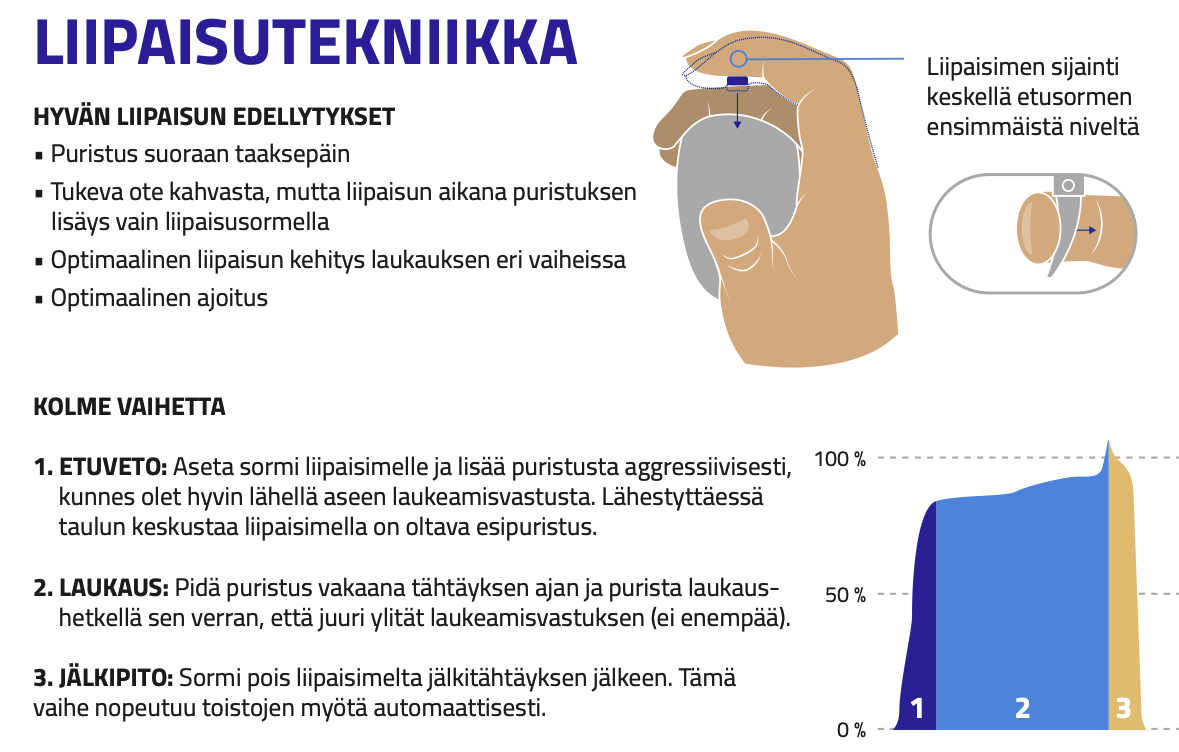 LIIPAISUTEKNIIKKA
HYVÄN LIIPAISUN EDELLYTYKSET
▪ Puristus suoraan taaksepäin
▪ Tukeva ote kahvasta, mutta liipaisun aikana puristuksen
lisäys vain liipaisusormella
▪ Optimaalinen liipaisun kehitys laukauksen eri vaiheissa
▪ Optimaalinen ajoitus
Liipaisimen sijainti
keskellä etusormen
ensimmäistä niveltä
KOLME VAIHETTA
1. ETUVETO: Aseta sormi liipaisimelle ja lisää puristusta aggressiivisesti,
kunnes olet hyvin lähellä aseen laukeamisvastusta. Lähestyttäessä
taulun keskustaa liipaisimella on oltava esipuristus.
2. LAUKAUS: Pidä puristus vakaana tähtäyksen ajan ja purista laukaus-
hetkellä sen verran, että juuri ylität laukeamisvastuksen (ei enempää).
3. JÄLKIPITO: Sormi pois liipaisimelta jälkitähtäyksen jälkeen. Tämä
vaihe nopeutuu toistojen myötä automaattisesti.
100 %
50 %
0 %
1
2
3